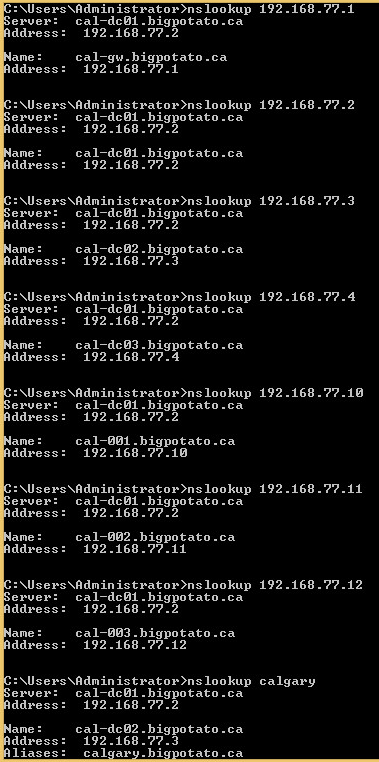 C:\Users\Administrator>nslookup 192.168.77.1
Server:  cal-dc01.bigpotato.ca
Address:  192.168.77.2
Name:    cal-gw.bigpotato.ca
Address:  192.168.77.1
C:\Users\Administrator>nslookup 192.168.77.2
Server:  cal-dc01.bigpotato.ca
Address:  192.168.77.2
Name:    cal-dc01.bigpotato.ca
Address:  192.168.77.2
C:\Users\Administrator>nslookup 192.168.77.3
Server:  cal-dc01.bigpotato.ca
Address:  192.168.77.2
Name:    cal-dc02.bigpotato.ca
Address:  192.168.77.3
C:\Users\Administrator>nslookup 192.168.77.4
Server:  cal-dc01.bigpotato.ca
Address:  192.168.77.2
Name:    cal-dc03.bigpotato.ca
Address:  192.168.77.4
C:\Users\Administrator>nslookup 192.168.77.10
Server:  cal-dc01.bigpotato.ca
Address:  192.168.77.2
Name:    cal-001.bigpotato.ca
Address:  192.168.77.10
C:\Users\Administrator>nslookup 192.168.77.11
Server:  cal-dc01.bigpotato.ca
Address:  192.168.77.2
Name:    cal-002.bigpotato.ca
Address:  192.168.77.11
C:\Users\Administrator>nslookup 192.168.77.12
Server:  cal-dc01.bigpotato.ca
Address:  192.168.77.2
Name:    cal-003.bigpotato.ca
Address:  192.168.77.12
C:\Users\Administrator>nslookup calgary
Server:  cal-dc01.bigpotato.ca
Address:  192.168.77.2
Name:    cal-dc02.bigpotato.ca
Address:  192.168.77.3
Aliases:  calgary.bigpotato.ca